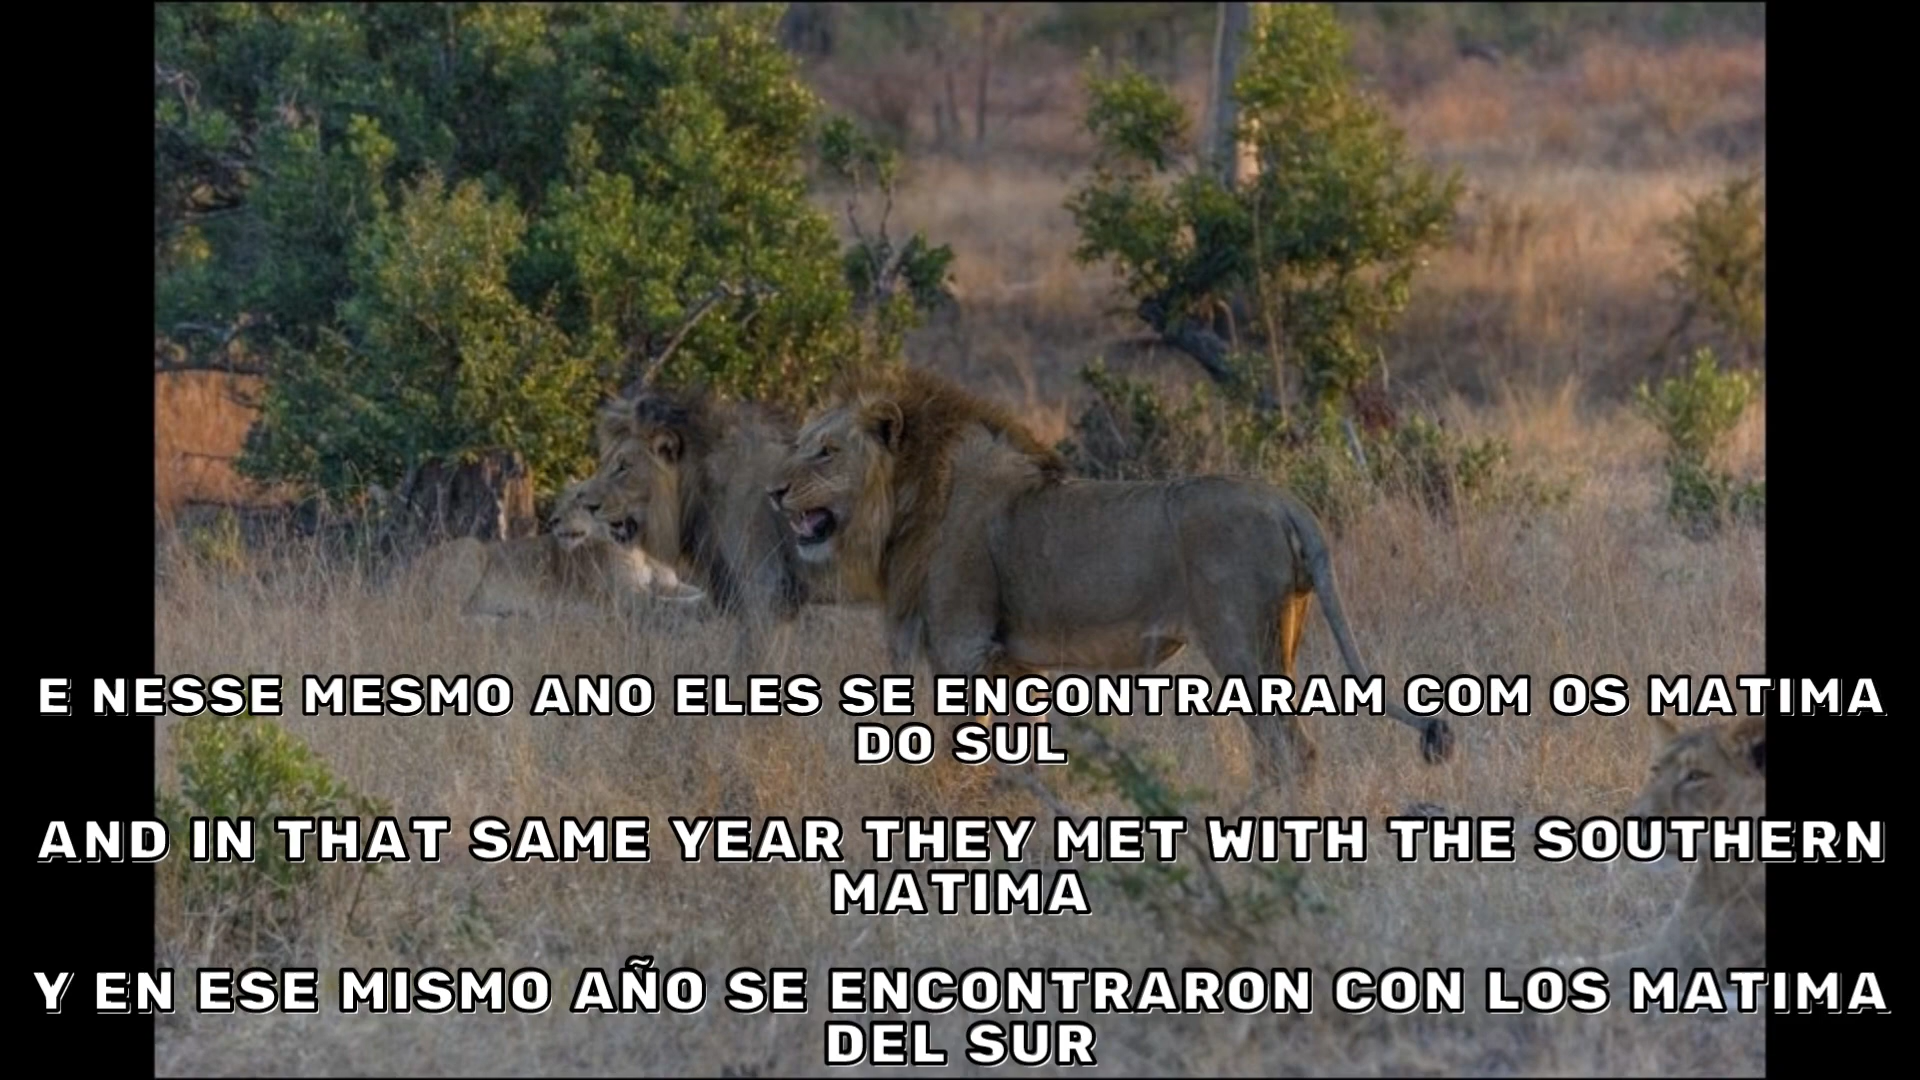 E NESSE MESMO ANO ELES SE ENCONTRARAM COM OS MATIMA
DO SUL
AND IN THAT SAME YEAR THEY MET WITH THE SOUTHERN
MATIMA
Y EN ESE MISMO AÑO SE ENCONTRARON CON LOS MATIMA
DEL SUR